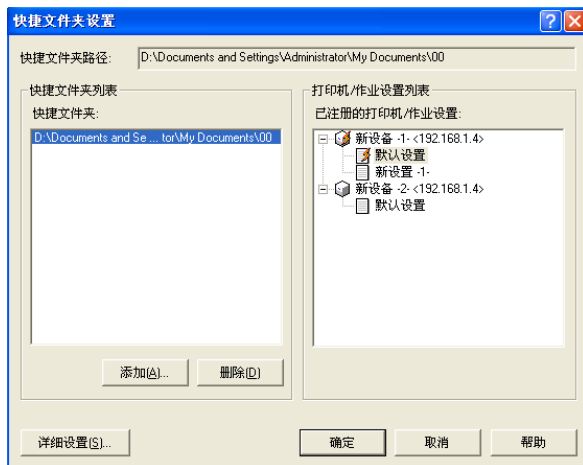 快捷文件夹设置
快捷文件夹路径: D:\Documents and Settings\Administrator\My Documents\00
快捷文件夹列表
快捷文件夹:
D:\Documents and Se ... tor\My Documents\00
添加(A)... 删除(D)
打印机/作业设置列表
已注册的打印机/作业设置:
新设备 -1- <192.168.1.4>
默认设置
新设置 -1-
新设备 -2- <192.168.1.4>
默认设置
详细设置(S)... 确定 取消 帮助